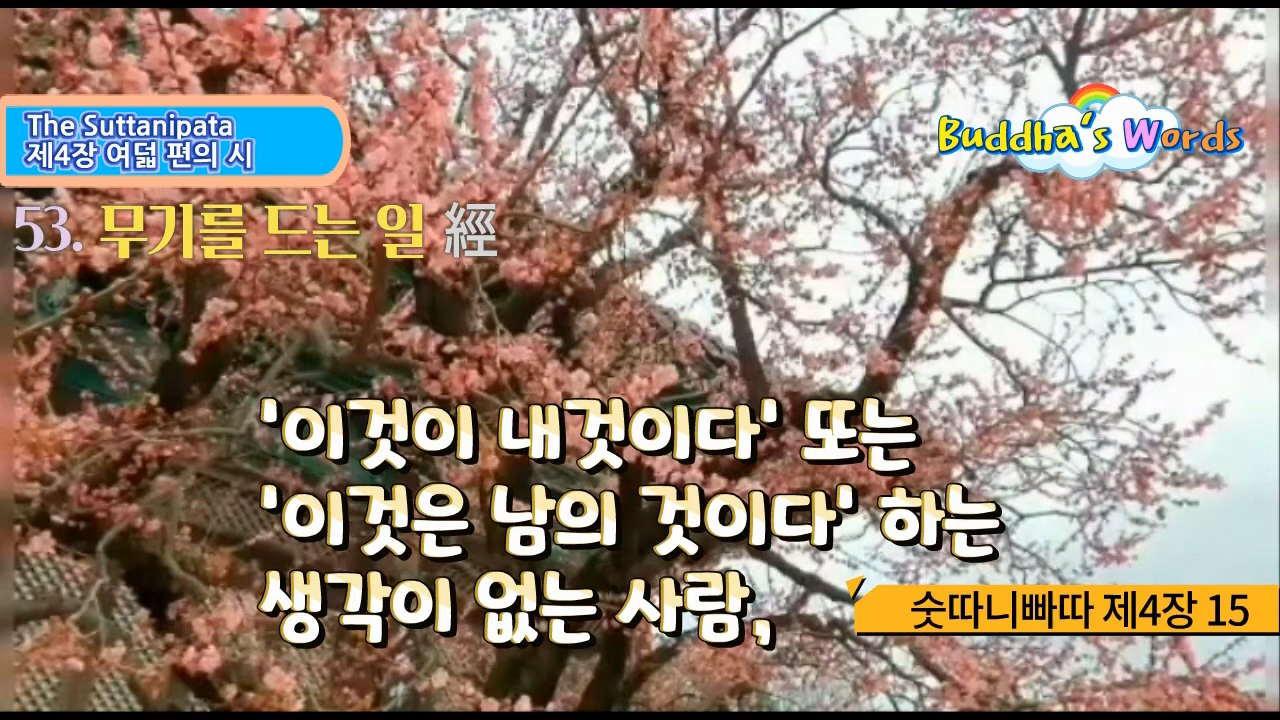 The Suttanipata
제4장 여덟 편의 시
Buddha's Words
53. 무기를 드는 일 經
'이것이 내것이다' 또는
'이것은 남의 것이다' 하는
생각이 없는 사람,
숫따니빠따 제4장 15